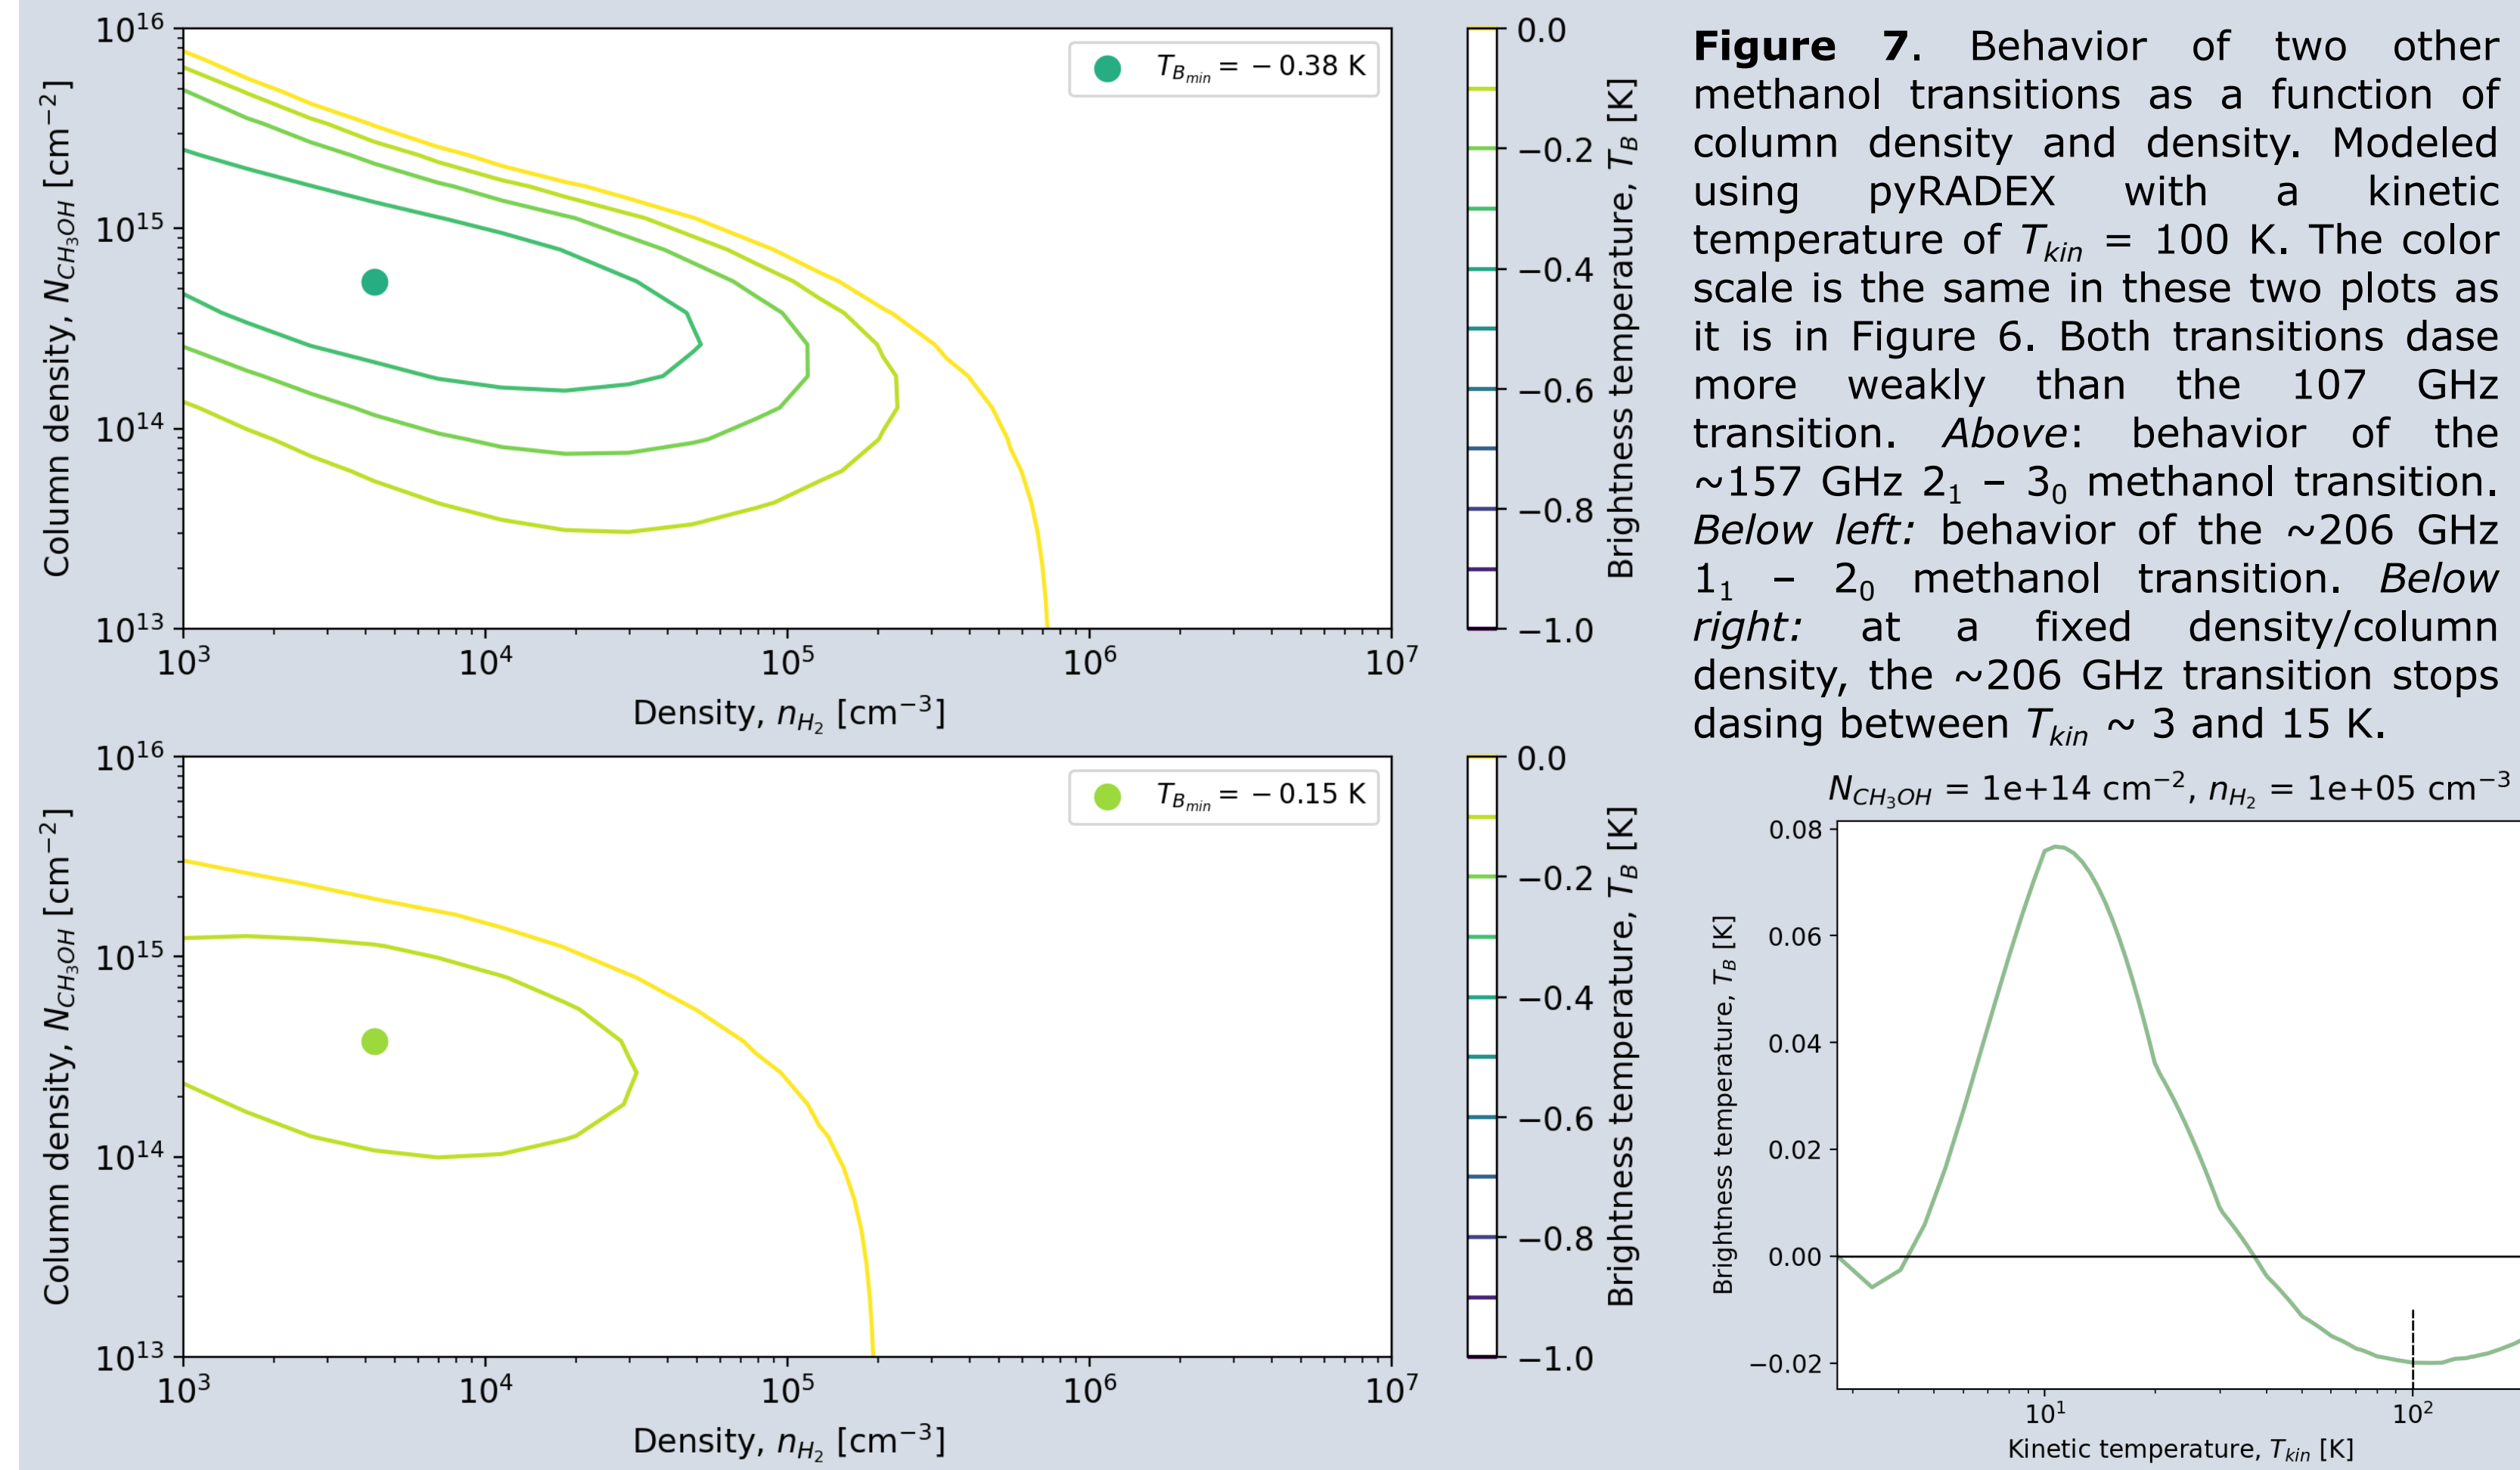 10^16
10^15
10^14
10^13
Column density, N_CH₃OH [cm^−2]
10^3 10^4 10^5 10^6 10^7
Density, n_H₂ [cm^−3]
T_B_min = − 0.38 K
0.0
−0.2
−0.4
−0.6
−0.8
−1.0
Brightness temperature, T_B [K]
Figure 7. Behavior of two other
methanol transitions as a function of
column density and density. Modeled
using pyRADEX with a kinetic
temperature of T_kin = 100 K. The color
scale is the same in these two plots as
it is in Figure 6. Both transitions dase
more weakly than the 107 GHz
transition. Above: behavior of the
~157 GHz 2₁ – 3₀ methanol transition.
Below left: behavior of the ~206 GHz
1₁ – 2₀ methanol transition. Below
right: at a fixed density/column
density, the ~206 GHz transition stops
dasing between T_kin ~ 3 and 15 K.
10^16
10^15
10^14
10^13
Column density, N_CH₃OH [cm^−2]
10^3 10^4 10^5 10^6 10^7
Density, n_H₂ [cm^−3]
T_B_min = − 0.15 K
0.0
−0.2
−0.4
−0.6
−0.8
−1.0
Brightness temperature, T_B [K]
N_CH₃OH = 1e+14 cm^−2, n_H₂ = 1e+05 cm^−3
0.08
0.06
0.04
0.02
0.00
−0.02
Brightness temperature, T_B [K]
10^1 10^2
Kinetic temperature, T_kin [K]